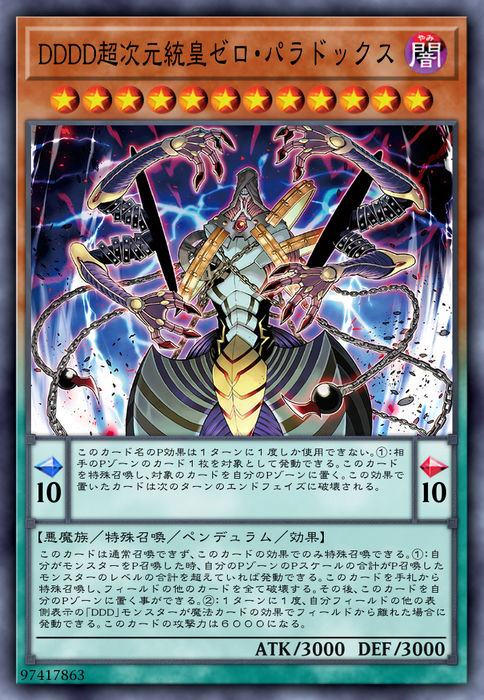 DDDD超次元統皇ゼロ・パラドックス
やみ
闇
このカード名のP効果は1ターンに1度しか使用できない。①:相
手のPゾーンのカード1枚を対象として発動できる。このカード
を特殊召喚し、対象のカードを自分のPゾーンに置く。この効果で
置いたカードは次のターンのエンドフェイズに破壊される。
10
10
【悪魔族／特殊召喚／ペンデュラム／効果】
このカードは通常召喚できず、このカードの効果でのみ特殊召喚できる。①:自
分がモンスターをP召喚した時、自分のPゾーンのPスケールの合計がP召喚した
モンスターのレベルの合計を超えていれば発動できる。このカードを手札から
特殊召喚し、フィールドの他のカードを全て破壊する。その後、このカードを自
分のPゾーンに置く事ができる。②:1ターンに1度、自分フィールドの他の表
側表示の「DDD」モンスターが魔法カードの効果でフィールドから離れた場合に
発動できる。このカードの攻撃力は6000になる。
ATK/3000 DEF/3000
97417863